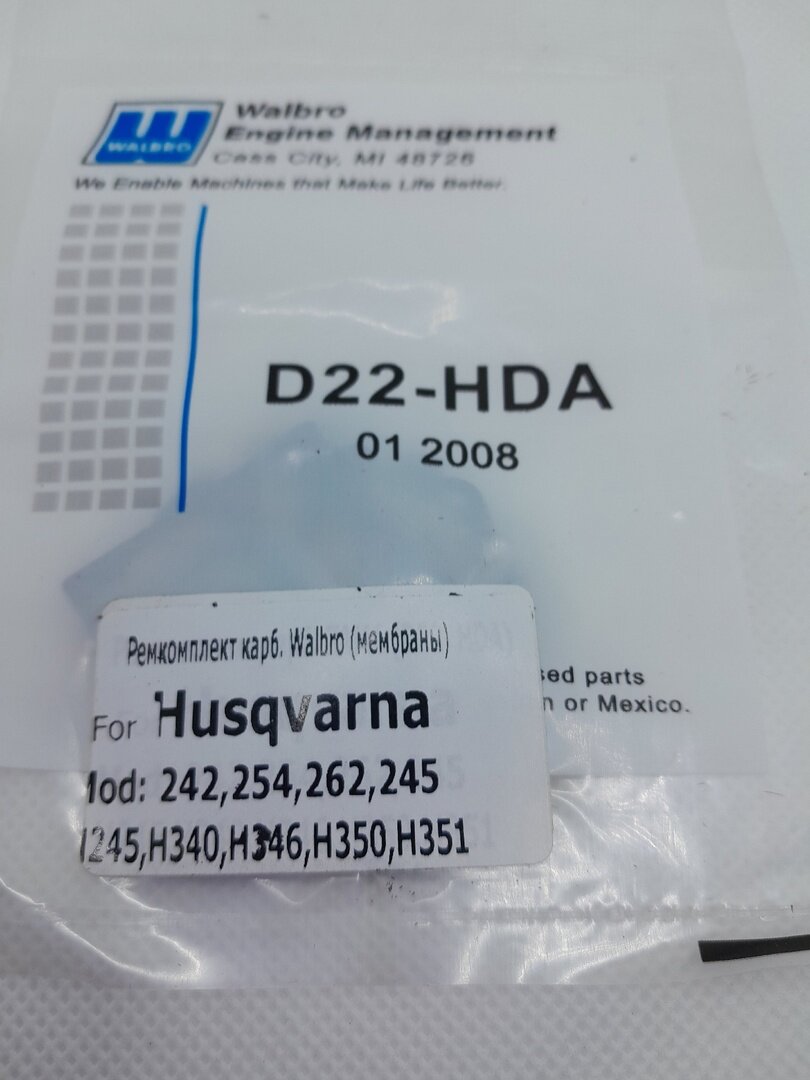 WALBRO
Walbro
Engine Management
Cass City, MI 48726
We Enable Machines that Make Life Better.
D22-HDA
01 2008
sed parts
n or Mexico.
Ремкомплект карб. Walbro (мембраны)
For Husqvarna
Mod: 242,254,262,245
245,H340,H346,H350,H351